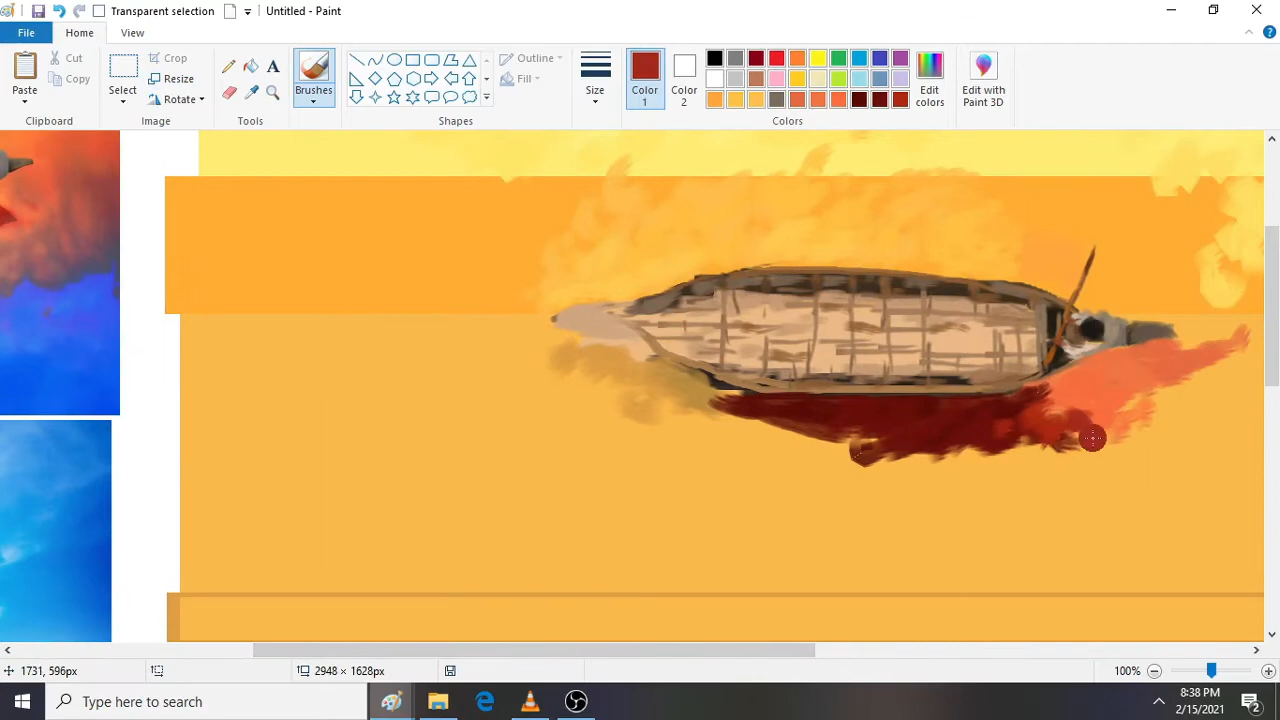 Transparent selection
Untitled - Paint
File
Home
View
Paste
Cut
Copy
Clipboard
Select
Crop
Resize
Rotate
Image
A
Tools
Brushes
Shapes
Outline
Fill
Size
Color
1
Color
2
Edit
colors
Colors
Edit with
Paint 3D
1731, 596px
2948 × 1628px
100%
Type here to search
8:38 PM
2/15/2021
2